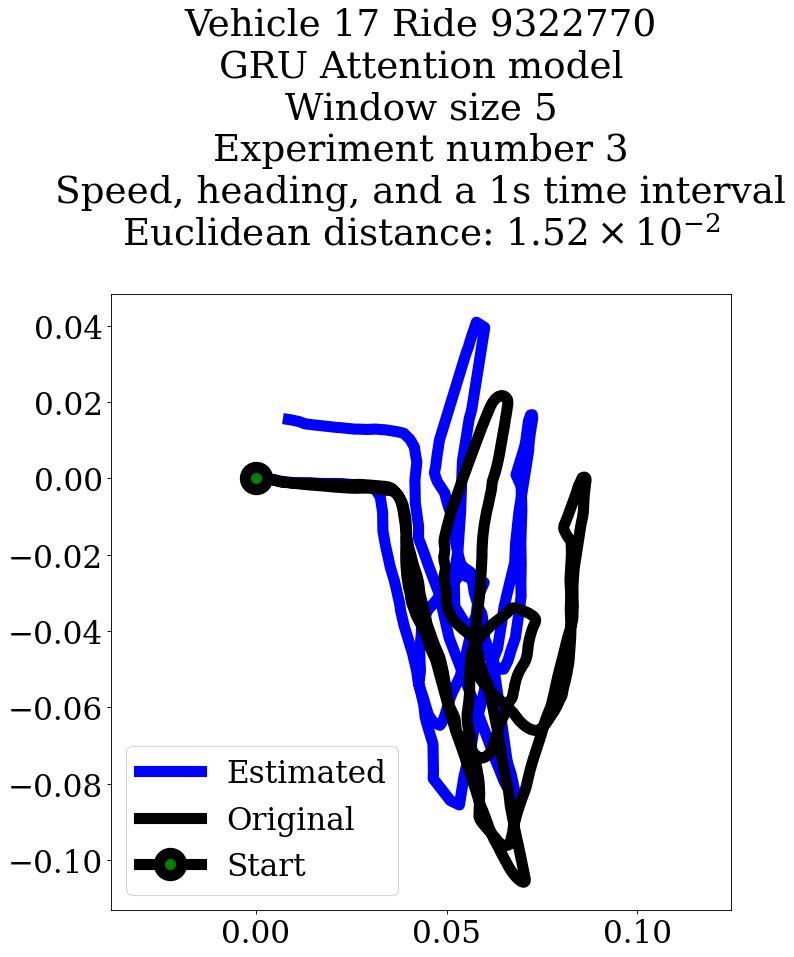 Vehicle 17 Ride 9322770
GRU Attention model
Window size 5
Experiment number 3
Speed, heading, and a 1s time interval
Euclidean distance: 1.52 × 10⁻²
0.04
0.02
0.00
−0.02
−0.04
−0.06
−0.08
−0.10
Estimated
Original
Start
0.00 0.05 0.10